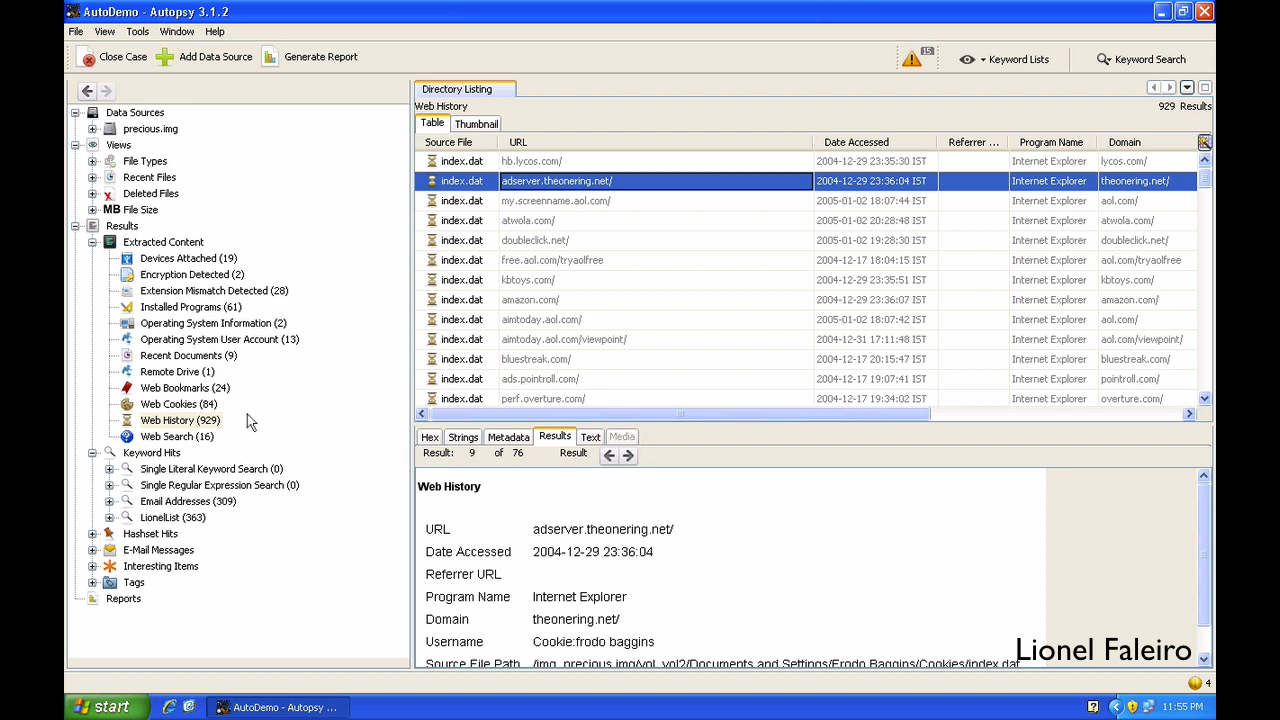 AutoDemo - Autopsy 3.1.2
File View Tools Window Help
Close Case Add Data Source Generate Report 15 Keyword Lists Keyword Search
Directory Listing
Web History 929 Results
Table Thumbnail
Source File URL Date Accessed Referrer ... Program Name Domain
index.dat hb.lycos.com/ 2004-12-29 23:35:30 IST Internet Explorer lycos.com/
index.dat adserver.theonering.net/ 2004-12-29 23:36:04 IST Internet Explorer theonering.net/
index.dat my.screenname.aol.com/ 2005-01-02 18:07:44 IST Internet Explorer aol.com/
index.dat atwola.com/ 2005-01-02 20:28:48 IST Internet Explorer atwola.com/
index.dat doubleclick.net/ 2005-01-02 19:28:30 IST Internet Explorer doubleclick.net/
index.dat free.aol.com/tryaolfree 2004-12-17 18:04:15 IST Internet Explorer aol.com/tryaolfree
index.dat kbtoys.com/ 2004-12-29 23:35:51 IST Internet Explorer kbtoys.com/
index.dat amazon.com/ 2004-12-29 23:36:07 IST Internet Explorer amazon.com/
index.dat aimtoday.aol.com/ 2005-01-02 18:07:42 IST Internet Explorer aol.com/
index.dat aimtoday.aol.com/viewpoint/ 2004-12-31 17:11:48 IST Internet Explorer aol.com/viewpoint/
index.dat bluestreak.com/ 2004-12-17 20:15:47 IST Internet Explorer bluestreak.com/
index.dat ads.pointroll.com/ 2004-12-17 19:07:41 IST Internet Explorer pointroll.com/
index.dat perf.overture.com/ 2004-12-17 19:34:02 IST Internet Explorer overture.com/
Data Sources
precious.img
Views
File Types
Recent Files
Deleted Files
MB File Size
Results
Extracted Content
Devices Attached (19)
Encryption Detected (2)
Extension Mismatch Detected (28)
Installed Programs (61)
Operating System Information (2)
Operating System User Account (13)
Recent Documents (9)
Remote Drive (1)
Web Bookmarks (24)
Web Cookies (84)
Web History (929)
Web Search (16)
Keyword Hits
Single Literal Keyword Search (0)
Single Regular Expression Search (0)
Email Addresses (309)
LionelList (363)
Hashset Hits
E-Mail Messages
Interesting Items
Tags
Reports
Hex Strings Metadata Results Text Media
Result: 9 of 76 Result
Web History
URL adserver.theonering.net/
Date Accessed 2004-12-29 23:36:04
Referrer URL
Program Name Internet Explorer
Domain theonering.net/
Username Cookie:frodo baggins
Source File Path /img_precious.img/vol_vol2/Documents and Settings/Frodo Baggins/Cookies/index.dat
Lionel Faleiro
4
start AutoDemo - Autopsy ... 11:55 PM